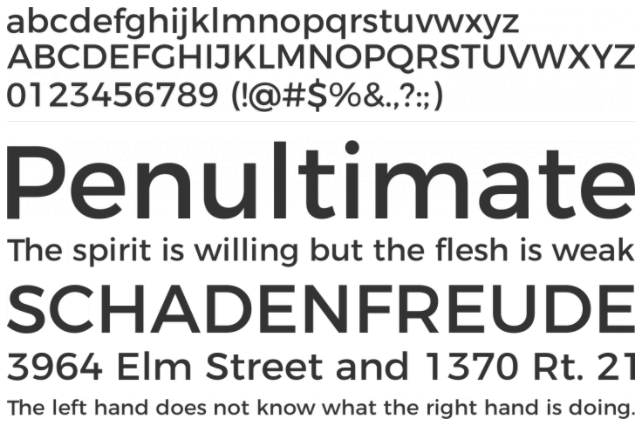 abcdefghijklmnopqrstuvwxyz
ABCDEFGHIJKLMNOPQRSTUVWXYZ
0123456789 (!@#$%&.,?:;)
Penultimate
The spirit is willing but the flesh is weak
SCHADENFREUDE
3964 Elm Street and 1370 Rt. 21
The left hand does not know what the right hand is doing.